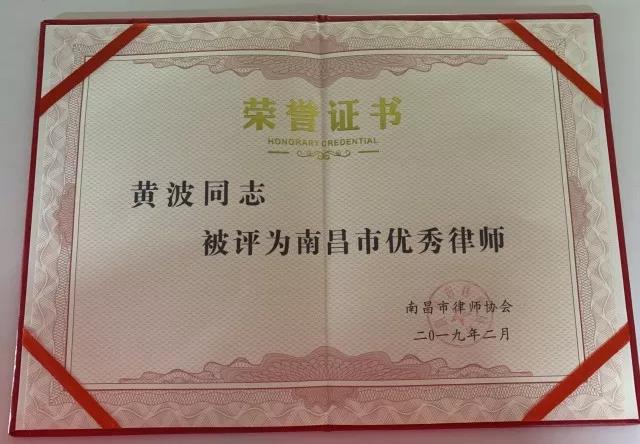 荣誉证书
HONORARY CREDENTIAL
黄波同志
被评为南昌市优秀律师
南昌市律师协会
二〇一九年二月